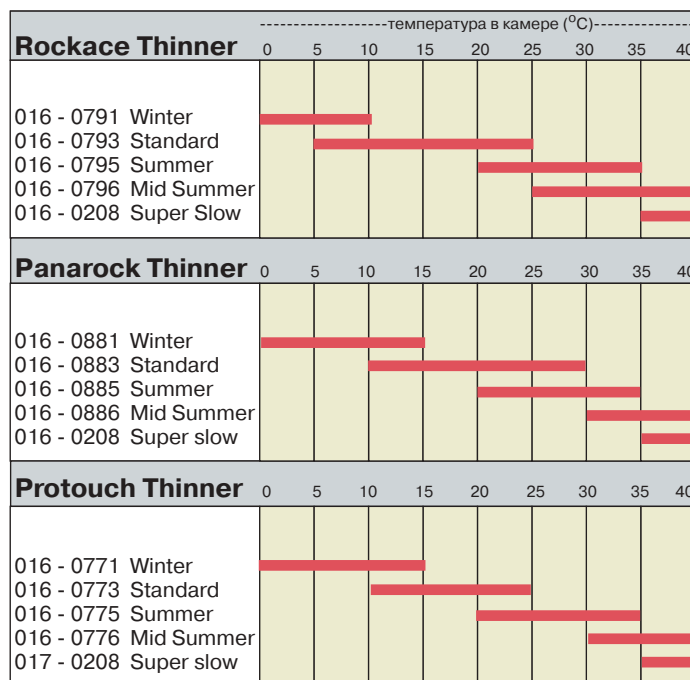 температура в камере (°C)
Rockace Thinner 0 5 10 15 20 25 30 35 40
016 - 0791 Winter
016 - 0793 Standard
016 - 0795 Summer
016 - 0796 Mid Summer
016 - 0208 Super Slow
Panarock Thinner 0 5 10 15 20 25 30 35 40
016 - 0881 Winter
016 - 0883 Standard
016 - 0885 Summer
016 - 0886 Mid Summer
016 - 0208 Super slow
Protouch Thinner 0 5 10 15 20 25 30 35 40
016 - 0771 Winter
016 - 0773 Standard
016 - 0775 Summer
016 - 0776 Mid Summer
017 - 0208 Super slow